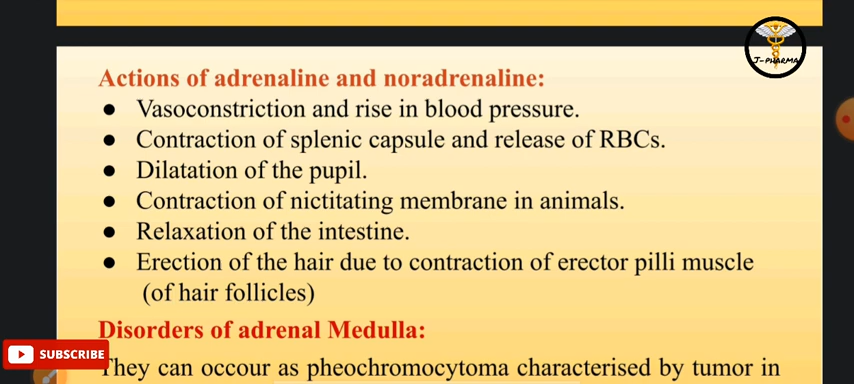 J-PHARMA
Actions of adrenaline and noradrenaline:
● Vasoconstriction and rise in blood pressure.
● Contraction of splenic capsule and release of RBCs.
● Dilatation of the pupil.
● Contraction of nictitating membrane in animals.
● Relaxation of the intestine.
● Erection of the hair due to contraction of erector pilli muscle
(of hair follicles)
Disorders of adrenal Medulla:
SUBSCRIBE
They can occour as pheochromocytoma characterised by tumor in